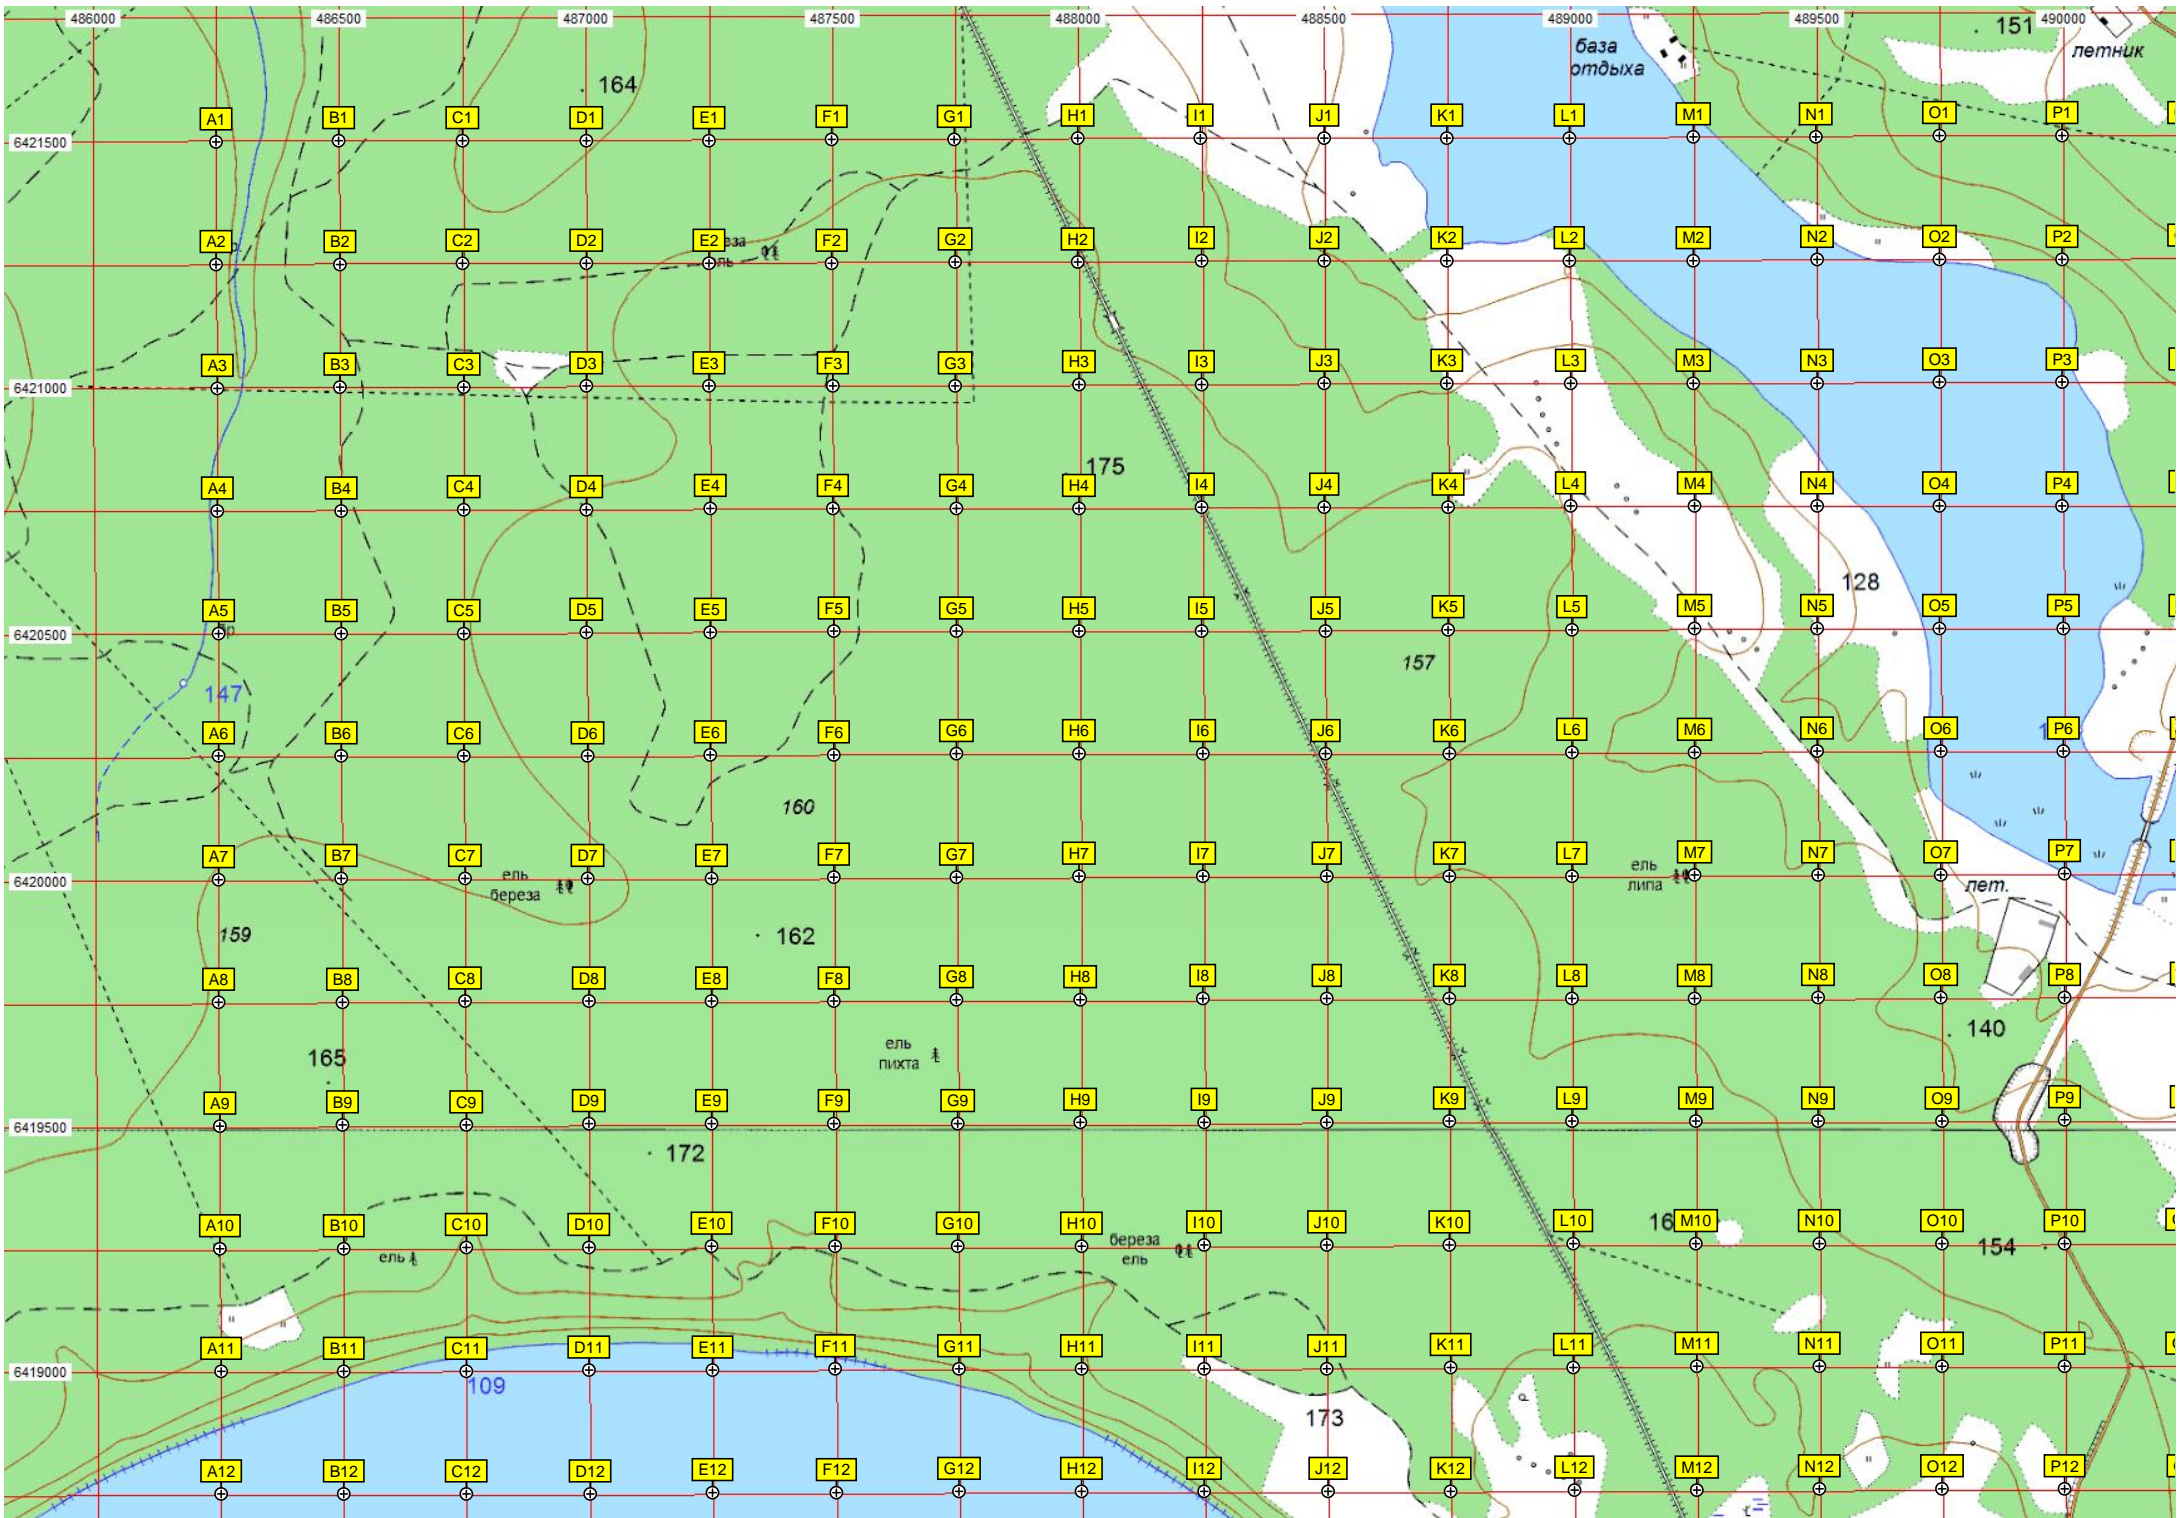 486000 486500 487000 487500 488000 488500 489000 489500 490000
151
база
отдыха
летник
164
A1 B1 C1 D1 E1 F1 G1 H1 I1 J1 K1 L1 M1 N1 O1 P1
6421500
A2 B2 C2 D2 E2 F2 G2 H2 I2 J2 K2 L2 M2 N2 O2 P2
A3 B3 C3 D3 E3 F3 G3 H3 I3 J3 K3 L3 M3 N3 O3 P3
6421000
175
A4 B4 C4 D4 E4 F4 G4 H4 I4 J4 K4 L4 M4 N4 O4 P4
128
A5 B5 C5 D5 E5 F5 G5 H5 I5 J5 K5 L5 M5 N5 O5 P5
6420500
157
147
A6 B6 C6 D6 E6 F6 G6 H6 I6 J6 K6 L6 M6 N6 O6 P6
160
A7 B7 C7 D7 E7 F7 G7 H7 I7 J7 K7 L7 M7 N7 O7 P7
6420000
ель
береза
ель
липа
лет.
159
162
A8 B8 C8 D8 E8 F8 G8 H8 I8 J8 K8 L8 M8 N8 O8 P8
140
ель
пихта
165
A9 B9 C9 D9 E9 F9 G9 H9 I9 J9 K9 L9 M9 N9 O9 P9
6419500
172
A10 B10 C10 D10 E10 F10 G10 H10 I10 J10 K10 L10 M10 N10 O10 P10
береза
ель
ель
154
A11 B11 C11 D11 E11 F11 G11 H11 I11 J11 K11 L11 M11 N11 O11 P11
6419000
109
173
A12 B12 C12 D12 E12 F12 G12 H12 I12 J12 K12 L12 M12 N12 O12 P12